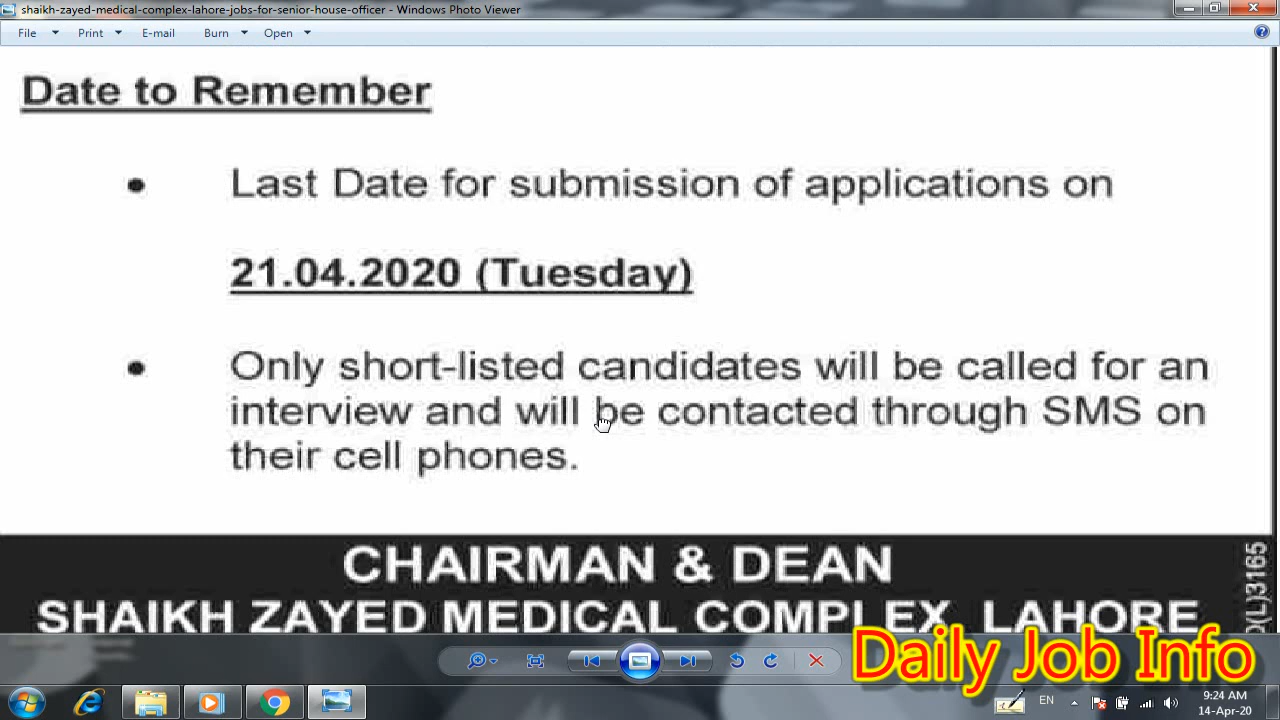 shaikh-zayed-medical-complex-lahore-jobs-for-senior-house-officer - Windows Photo Viewer
File Print E-mail Burn Open
Date to Remember
• Last Date for submission of applications on
21.04.2020 (Tuesday)
• Only short-listed candidates will be called for an
interview and will be contacted through SMS on
their cell phones.
CHAIRMAN & DEAN
SHAIKH ZAYED MEDICAL COMPLEX, LAHORE
(L)3165
Daily Job Info
EN
9:24 AM
14-Apr-20